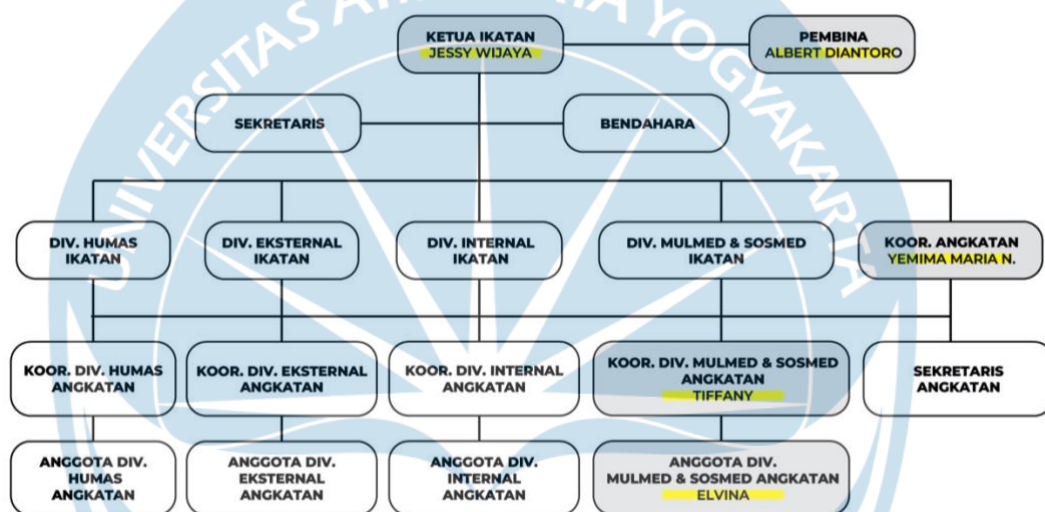 UNIVERSITAS ATMA JAYA YOGYAKARTA
KETUA IKATAN
JESSY WIJAYA
PEMBINA
ALBERT DIANTORO
SEKRETARIS
BENDAHARA
DIV. HUMAS
IKATAN
DIV. EKSTERNAL
IKATAN
DIV. INTERNAL
IKATAN
DIV. MULMED & SOSMED
IKATAN
KOOR. ANGKATAN
YEMIMA MARIA N.
KOOR. DIV. HUMAS
ANGKATAN
KOOR. DIV. EKSTERNAL
ANGKATAN
KOOR. DIV. INTERNAL
ANGKATAN
KOOR. DIV. MULMED & SOSMED
ANGKATAN
TIFFANY
SEKRETARIS
ANGKATAN
ANGGOTA DIV.
HUMAS
ANGKATAN
ANGGOTA DIV.
EKSTERNAL
ANGKATAN
ANGGOTA DIV.
INTERNAL
ANGKATAN
ANGGOTA DIV.
MULMED & SOSMED ANGKATAN
ELVINA